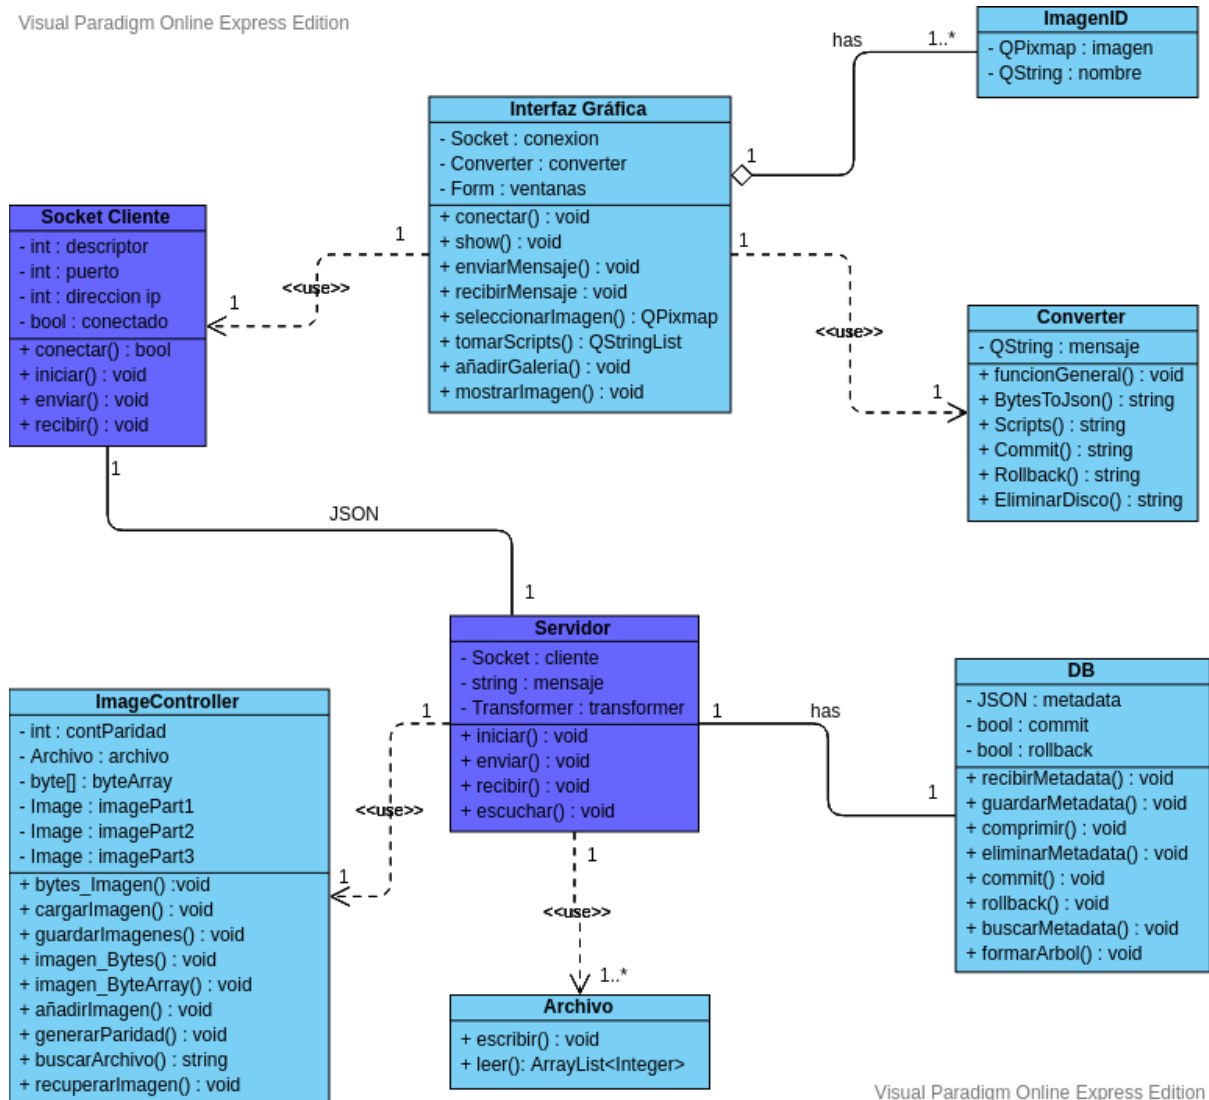 Visual Paradigm Online Express Edition
ImagenID
- QPixmap : imagen
- QString : nombre
has
1..*
1
Interfaz Gráfica
- Socket : conexion
- Converter : converter
- Form : ventanas
+ conectar() : void
+ show() : void
+ enviarMensaje() : void
+ recibirMensaje : void
+ seleccionarImagen() : QPixmap
+ tomarScripts() : QStringList
+ añadirGaleria() : void
+ mostrarImagen() : void
Socket Cliente
- int : descriptor
- int : puerto
- int : direccion ip
- bool : conectado
+ conectar() : bool
+ iniciar() : void
+ enviar() : void
+ recibir() : void
1
<<use>>
1
1
<<use>>
1
Converter
- QString : mensaje
+ funcionGeneral() : void
+ BytesToJson() : string
+ Scripts() : string
+ Commit() : string
+ Rollback() : string
+ EliminarDisco() : string
1
JSON
1
Servidor
- Socket : cliente
- string : mensaje
- Transformer : transformer
+ iniciar() : void
+ enviar() : void
+ recibir() : void
+ escuchar() : void
1
has
1
DB
- JSON : metadata
- bool : commit
- bool : rollback
+ recibirMetadata() : void
+ guardarMetadata() : void
+ comprimir() : void
+ eliminarMetadata() : void
+ commit() : void
+ rollback() : void
+ buscarMetadata() : void
+ formarArbol() : void
ImageController
- int : contParidad
- Archivo : archivo
- byte[] : byteArray
- Image : imagePart1
- Image : imagePart2
- Image : imagePart3
+ bytes_Imagen() :void
+ cargarImagen() : void
+ guardarImagenes() : void
+ imagen_Bytes() : void
+ imagen_ByteArray() : void
+ añadirImagen() : void
+ generarParidad() : void
+ buscarArchivo() : string
+ recuperarImagen() : void
1
<<use>>
1
1
<<use>>
1..*
Archivo
+ escribir() : void
+ leer(): ArrayList<Integer>
Visual Paradigm Online Express Edition